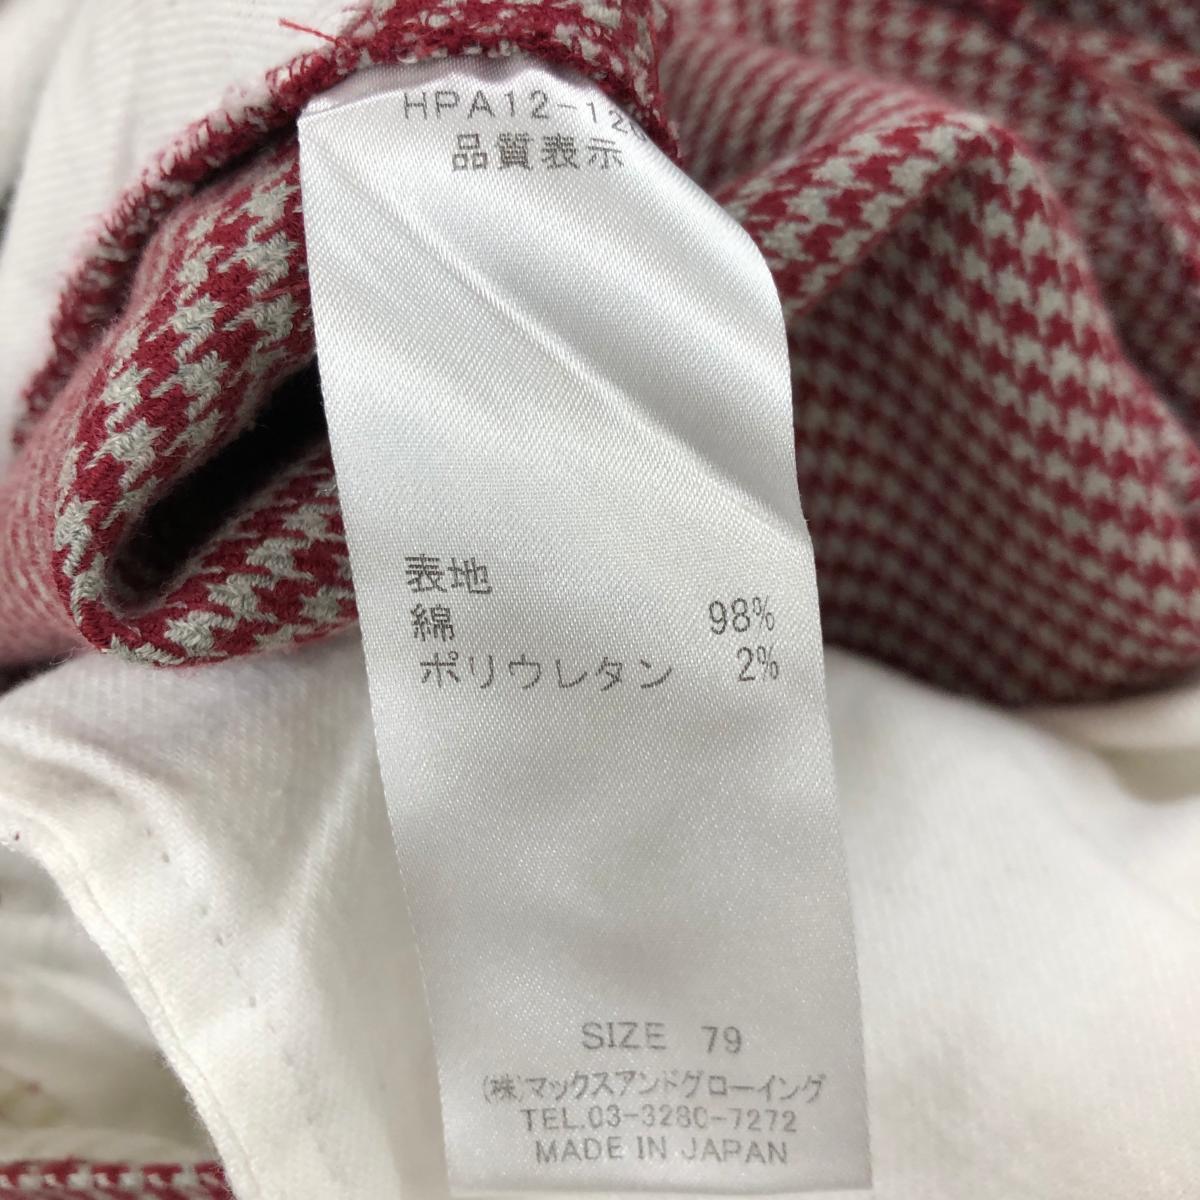 HPA12-128
品質表示
表地
綿 98%
ポリウレタン 2%
SIZE 79
(株)マックスアンドグローイング
TEL.03-3280-7272
MADE IN JAPAN